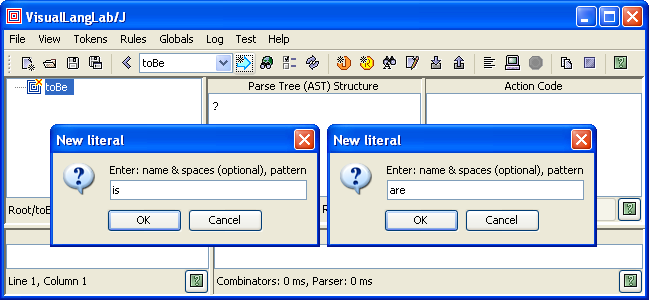 VisualLangLab/J
File View Tokens Rules Globals Log Test Help
toBe
toBe
Parse Tree (AST) Structure
Action Code
?
New literal
New literal
Enter: name & spaces (optional), pattern
Enter: name & spaces (optional), pattern
is
are
OK Cancel
OK Cancel
Line 1, Column 1
Combinators: 0 ms, Parser: 0 ms